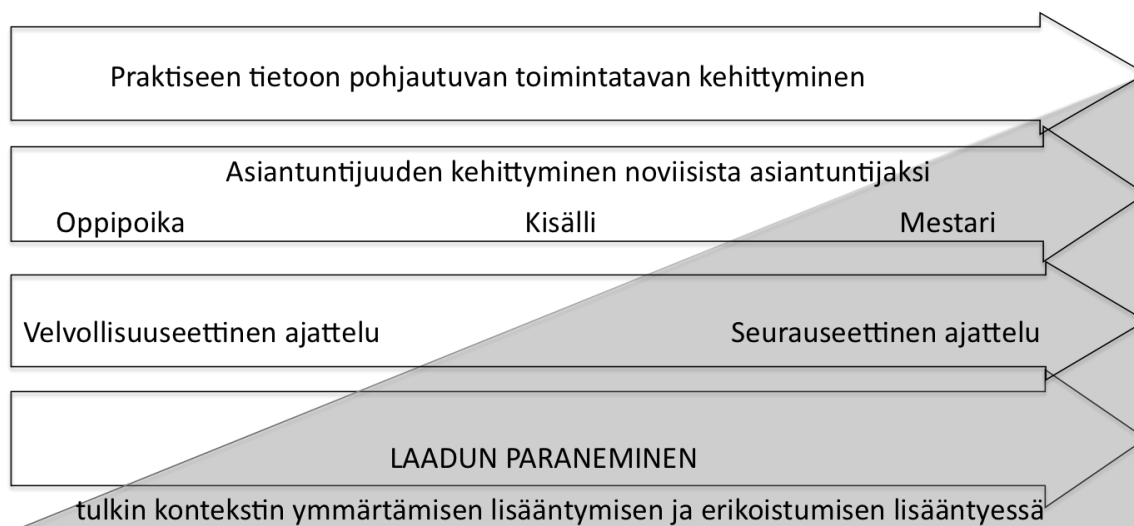 Praktiseen tietoon pohjautuvan toimintatavan kehittyminen
Asiantuntijuuden kehittyminen noviisista asiantuntijaksi
Oppipoika Kisälli Mestari
Velvollisuuseettinen ajattelu Seurauseettinen ajattelu
LAADUN PARANEMINEN
tulkin kontekstin ymmärtämisen lisääntymisen ja erikoistumisen lisääntyessä